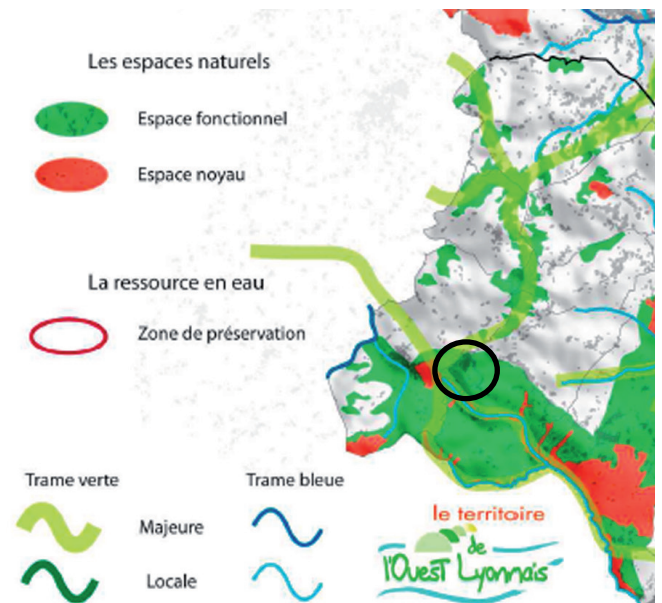 Les espaces naturels
Espace fonctionnel
Espace noyau
La ressource en eau
Zone de préservation
Trame verte
Trame bleue
Majeure
Locale
le territoire
de
l'Ouest Lyonnais